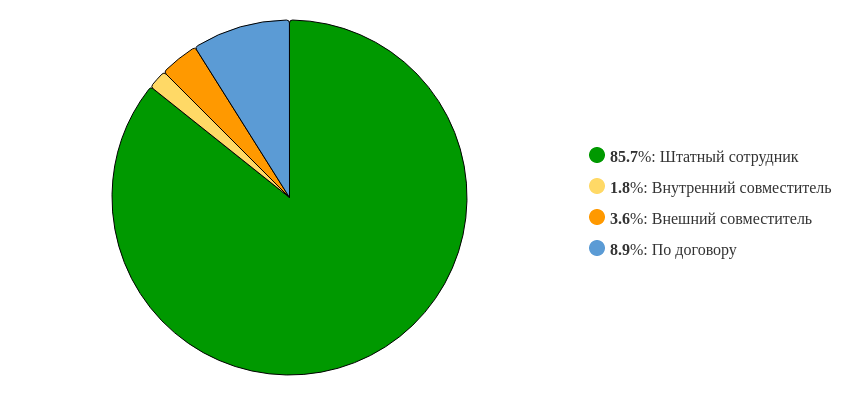 85.7%: Штатный сотрудник
1.8%: Внутренний совместитель
3.6%: Внешний совместитель
8.9%: По договору